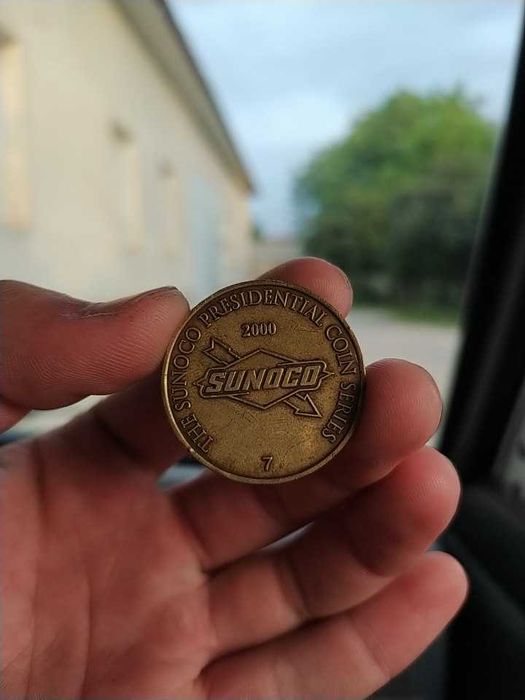 THE SUNOCO PRESIDENTIAL COIN SERIES
2000
SUNOCO
7